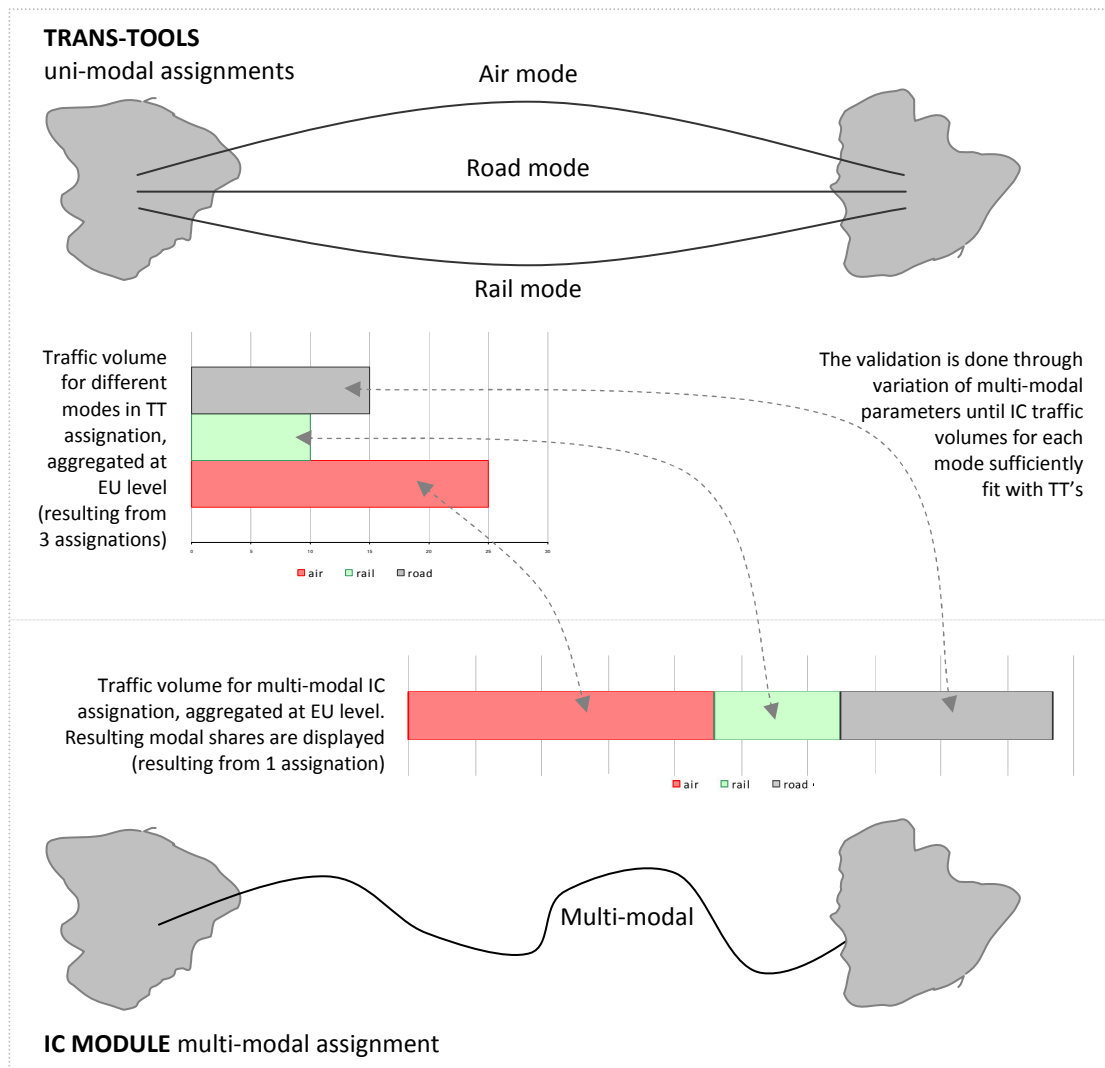 TRANS-TOOLS
uni-modal assignments
Air mode
Road mode
Rail mode
Traffic volume
for different
modes in TT
assignation,
aggregated at
EU level
(resulting from
3 assignations)
0 5 10 15 20 25 30
air rail road
The validation is done through
variation of multi-modal
parameters until IC traffic
volumes for each
mode sufficiently
fit with TT's
Traffic volume for multi-modal IC
assignation, aggregated at EU level.
Resulting modal shares are displayed
(resulting from 1 assignation)
air rail road
Multi-modal
IC MODULE multi-modal assignment